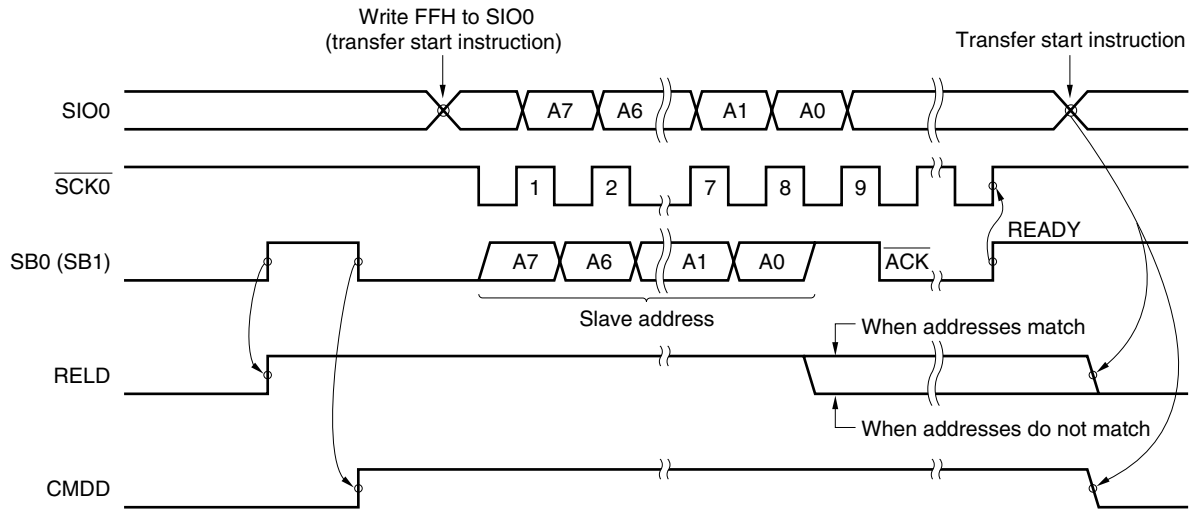 Write FFH to SIO0
(transfer start instruction)
Transfer start instruction
SIO0
A7
A6
A1
A0
SCK0
1
2
7
8
9
READY
SB0 (SB1)
A7
A6
A1
A0
ACK
Slave address
When addresses match
RELD
When addresses do not match
CMDD